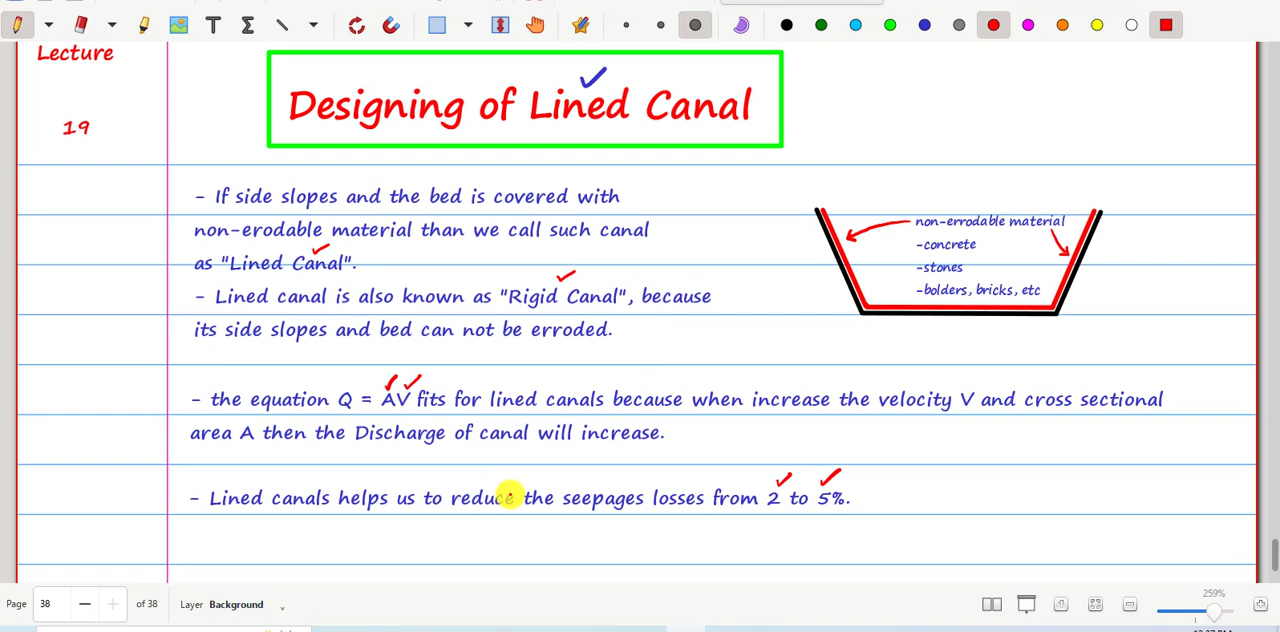 Lecture
19
Designing of Lined Canal
- If side slopes and the bed is covered with
non-erodable material than we call such canal
as "Lined Canal".
- Lined canal is also known as "Rigid Canal", because
its side slopes and bed can not be erroded.
non-errodable material
-concrete
-stones
-bolders, bricks, etc
- the equation Q = AV fits for lined canals because when increase the velocity V and cross sectional
area A then the Discharge of canal will increase.
- Lined canals helps us to reduce the seepages losses from 2 to 5%.
Page 38 of 38 Layer Background
259%